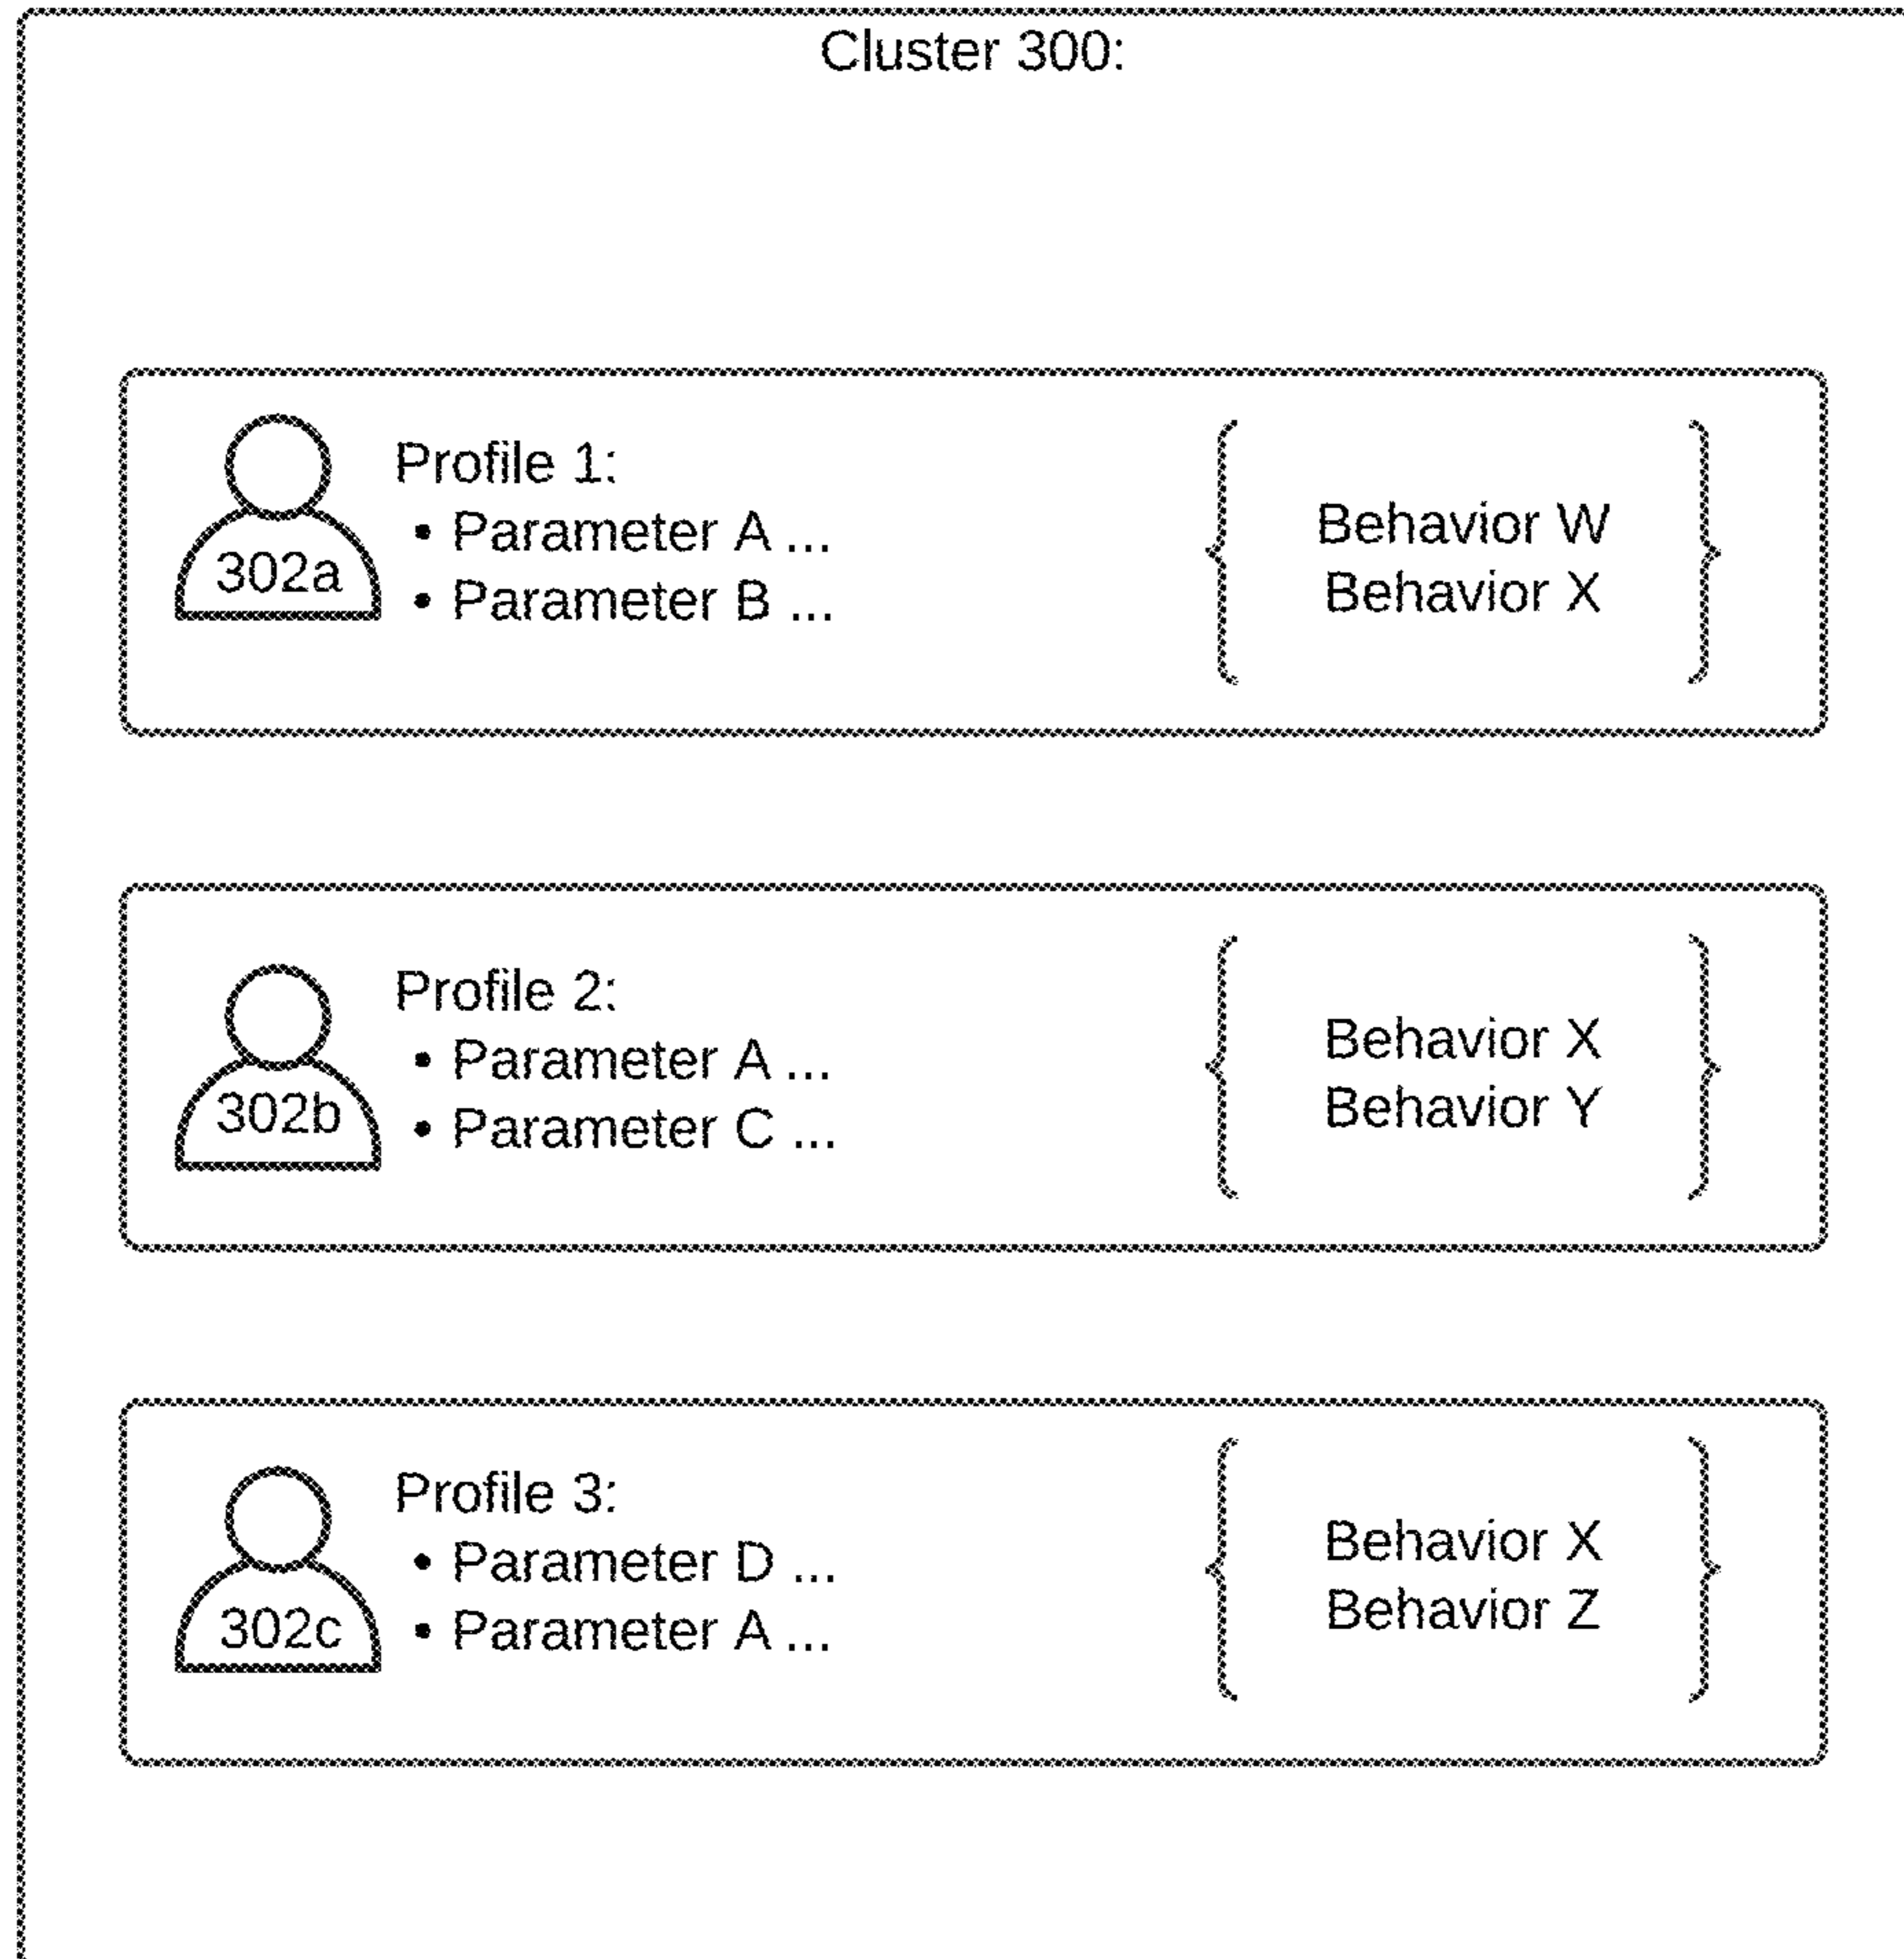 Cluster 300:
Profile 1:
• Parameter A ...
• Parameter B ...
302a
Behavior W
Behavior X
Profile 2:
• Parameter A ...
• Parameter C ...
302b
Behavior X
Behavior Y
Profile 3:
• Parameter D ...
• Parameter A ...
302c
Behavior X
Behavior Z